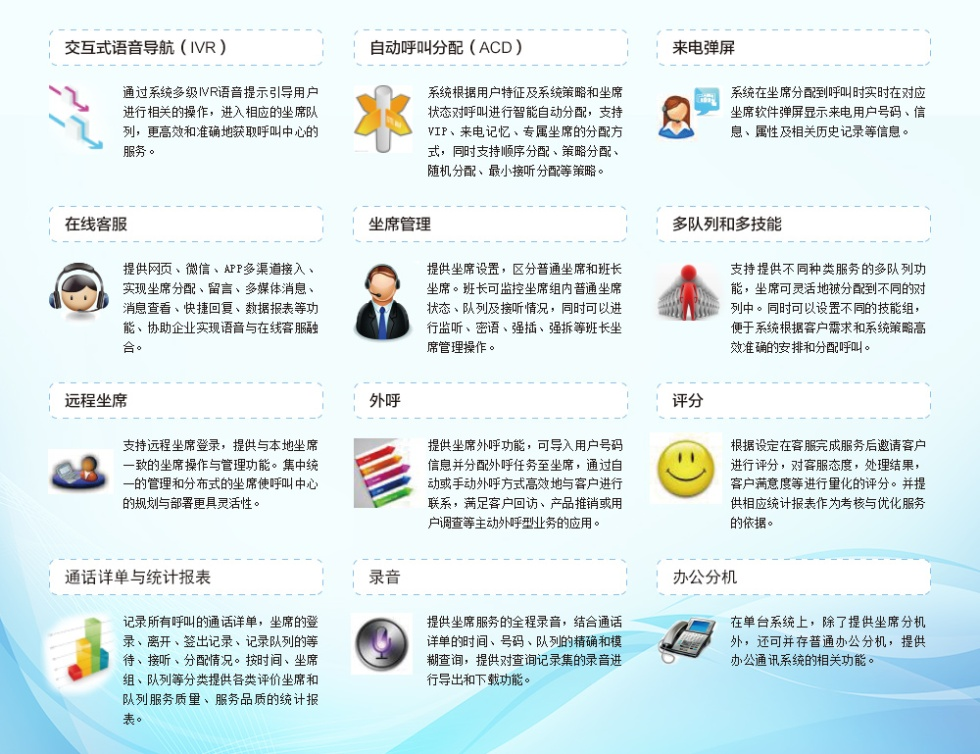 交互式语音导航（IVR）
通过系统多级IVR语音提示引导用户
进行相关的操作，进入相应的坐席队
列，更高效和准确地获取呼叫中心的
服务。
自动呼叫分配（ACD）
系统根据用户特征及系统策略和坐席
状态对呼叫进行智能自动分配，支持
VIP、来电记忆、专属坐席的分配方
式，同时支持顺序分配、策略分配、
随机分配、最小接听分配等策略。
来电弹屏
系统在坐席分配到呼叫时实时在对应
坐席软件弹屏显示来电用户号码、信
息、属性及相关历史记录等信息。
在线客服
提供网页、微信、APP多渠道接入、
实现坐席分配、留言、多媒体消息、
消息查看、快捷回复、数据报表等功
能、协助企业实现语音与在线客服融
合。
坐席管理
提供坐席设置，区分普通坐席和班长
坐席。班长可监控坐席组内普通坐席
状态、队列及接听情况，同时可以进
行监听、密语、强插、强拆等班长坐
席管理操作。
多队列和多技能
支持提供不同种类服务的多队列功
能，坐席可灵活地被分配到不同的对
列中。同时可以设置不同的技能组，
便于系统根据客户需求和系统策略高
效准确的安排和分配呼叫。
远程坐席
支持远程坐席登录，提供与本地坐席
一致的坐席操作与管理功能。集中统
一的管理和分布式的坐席使呼叫中心
的规划与部署更具灵活性。
外呼
提供坐席外呼功能，可导入用户号码
信息并分配外呼任务至坐席，通过自
动或手动外呼方式高效地与客户进行
联系，满足客户回访、产品推销或用
户调查等主动外呼型业务的应用。
评分
根据设定在客服完成服务后邀请客户
进行评分，对客服态度，处理结果，
客户满意度等进行量化的评分。并提
供相应统计报表作为考核与优化服务
的依据。
通话详单与统计报表
记录所有呼叫的通话详单，坐席的登
录、离开、签出记录、记录队列的等
待、接听、分配情况。按时间、坐席
组、队列等分类提供各类评价坐席和
队列服务质量、服务品质的统计报
表。
录音
提供坐席服务的全程录音，结合通话
详单的时间、号码、队列的精确和模
糊查询，提供对查询记录集的录音进
行导出和下载功能。
办公分机
在单台系统上，除了提供坐席分机
外，还可并存普通办公分机，提供
办公通讯系统的相关功能。